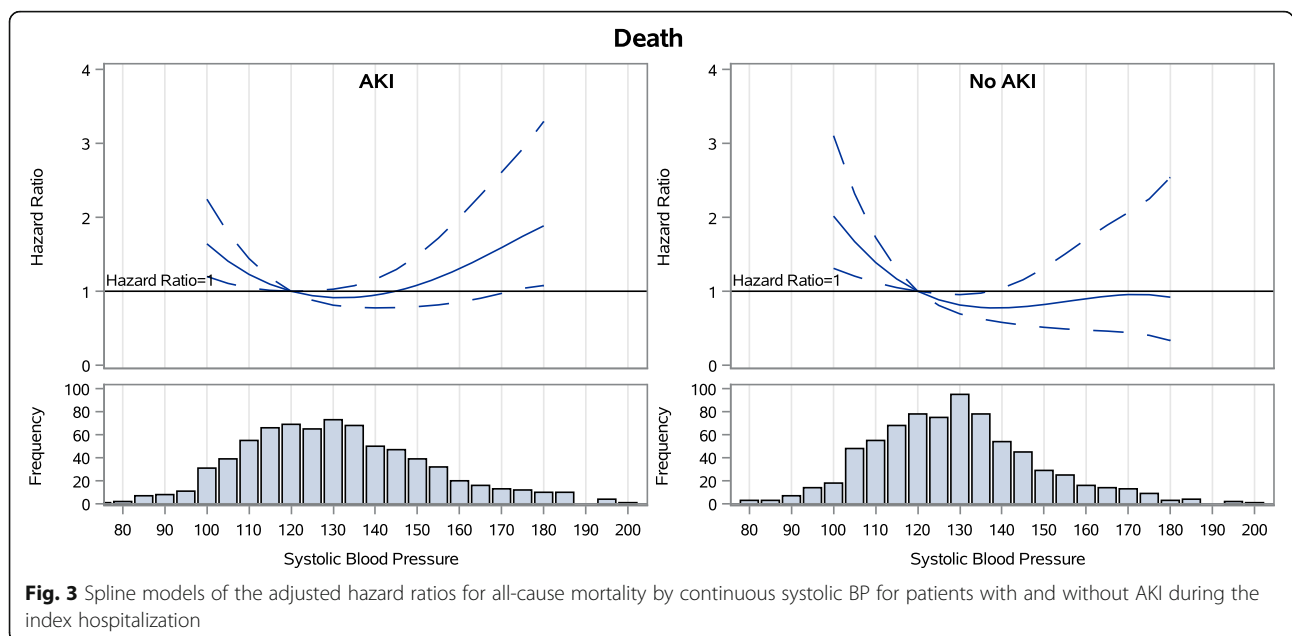 Death
AKI
No AKI
4
3
2
1
0
Hazard Ratio
Hazard Ratio=1
4
3
2
1
0
Hazard Ratio
Hazard Ratio=1
100
80
60
40
20
0
Frequency
80 90 100 110 120 130 140 150 160 170 180 190 200
Systolic Blood Pressure
100
80
60
40
20
0
Frequency
80 90 100 110 120 130 140 150 160 170 180 190 200
Systolic Blood Pressure
Fig. 3 Spline models of the adjusted hazard ratios for all-cause mortality by continuous systolic BP for patients with and without AKI during the
index hospitalization